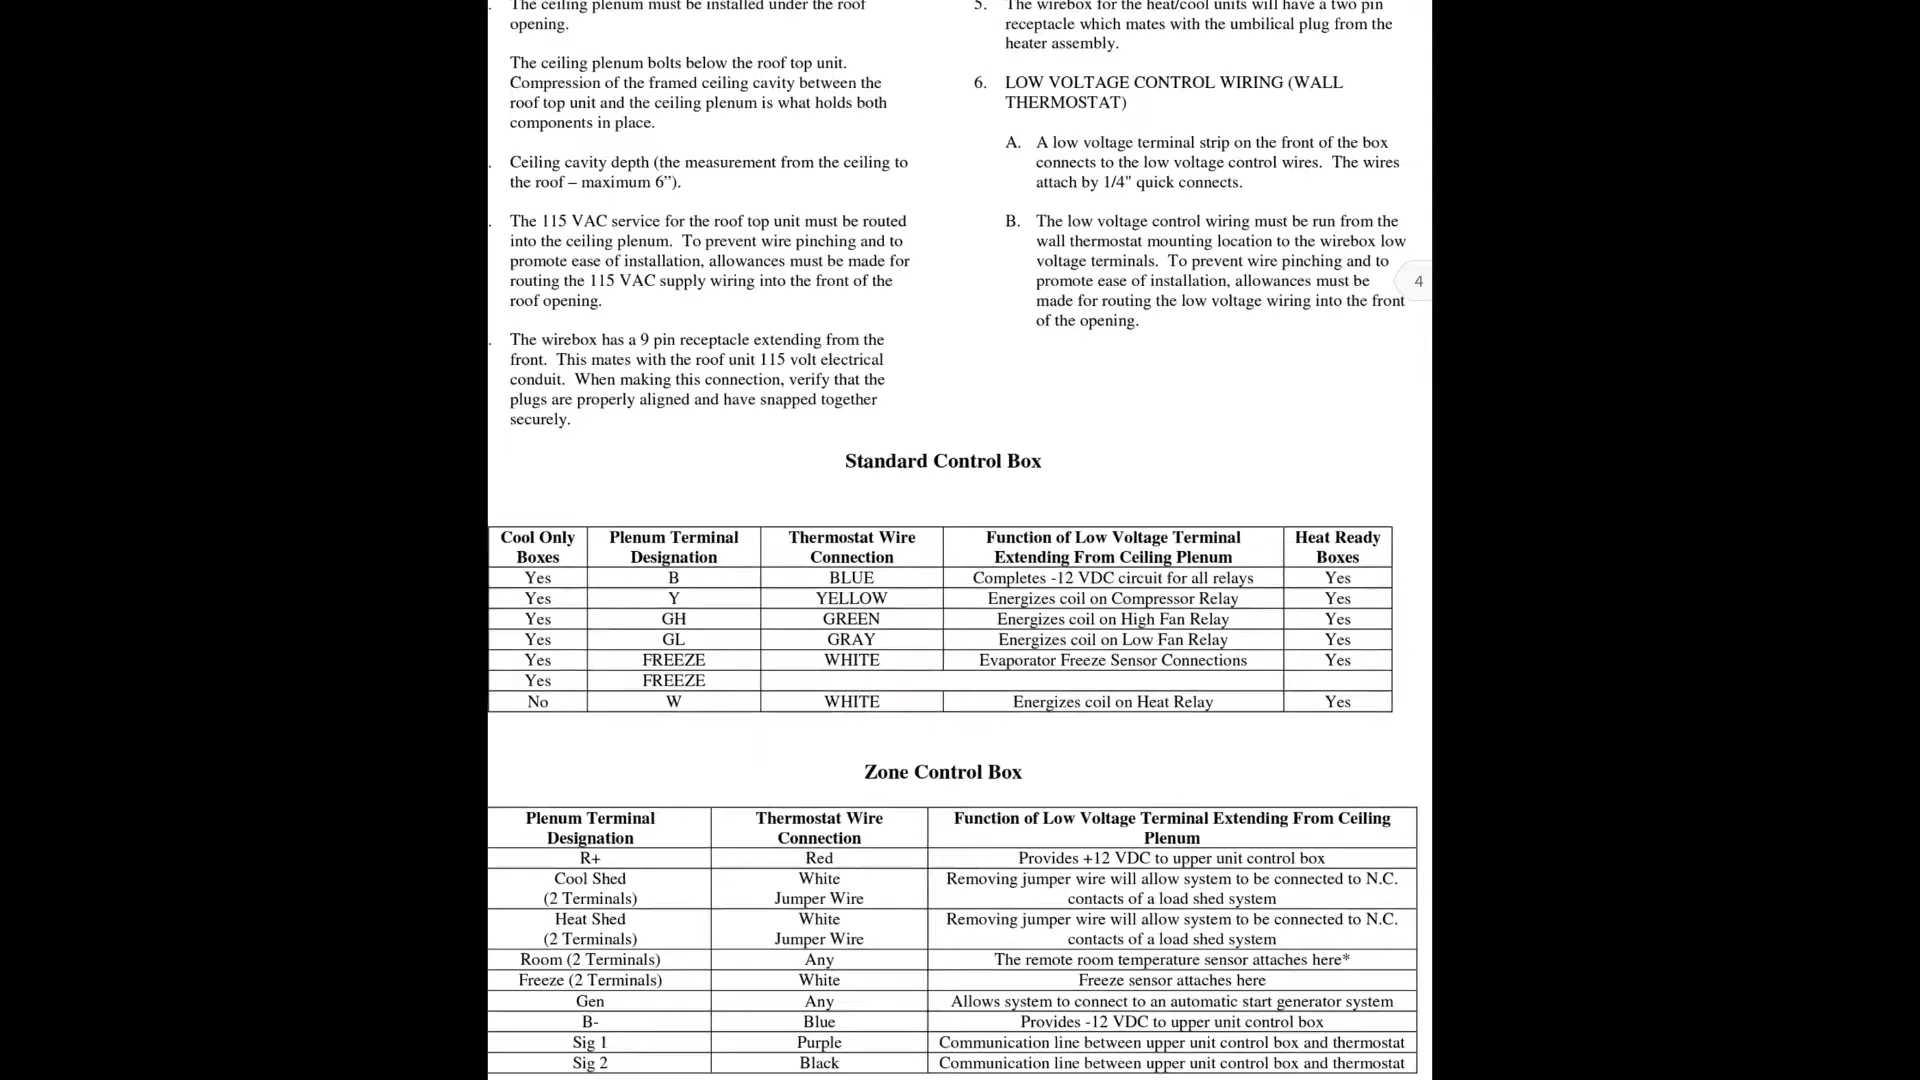 . The ceiling plenum must be installed under the roof
opening.
The ceiling plenum bolts below the roof top unit.
Compression of the framed ceiling cavity between the
roof top unit and the ceiling plenum is what holds both
components in place.
. Ceiling cavity depth (the measurement from the ceiling to
the roof – maximum 6”).
. The 115 VAC service for the roof top unit must be routed
into the ceiling plenum. To prevent wire pinching and to
promote ease of installation, allowances must be made for
routing the 115 VAC supply wiring into the front of the
roof opening.
. The wirebox has a 9 pin receptacle extending from the
front. This mates with the roof unit 115 volt electrical
conduit. When making this connection, verify that the
plugs are properly aligned and have snapped together
securely.
5. The wirebox for the heat/cool units will have a two pin
receptacle which mates with the umbilical plug from the
heater assembly.
6. LOW VOLTAGE CONTROL WIRING (WALL
THERMOSTAT)
A. A low voltage terminal strip on the front of the box
connects to the low voltage control wires. The wires
attach by 1/4" quick connects.
B. The low voltage control wiring must be run from the
wall thermostat mounting location to the wirebox low
voltage terminals. To prevent wire pinching and to
promote ease of installation, allowances must be
made for routing the low voltage wiring into the front
of the opening.
4
Standard Control Box
Cool Only Boxes Plenum Terminal Designation Thermostat Wire Connection Function of Low Voltage Terminal Extending From Ceiling Plenum Heat Ready Boxes
Yes B BLUE Completes -12 VDC circuit for all relays Yes
Yes Y YELLOW Energizes coil on Compressor Relay Yes
Yes GH GREEN Energizes coil on High Fan Relay Yes
Yes GL GRAY Energizes coil on Low Fan Relay Yes
Yes FREEZE WHITE Evaporator Freeze Sensor Connections Yes
Yes FREEZE
No W WHITE Energizes coil on Heat Relay Yes
Zone Control Box
Plenum Terminal Designation Thermostat Wire Connection Function of Low Voltage Terminal Extending From Ceiling Plenum
R+ Red Provides +12 VDC to upper unit control box
Cool Shed White Removing jumper wire will allow system to be connected to N.C.
(2 Terminals) Jumper Wire contacts of a load shed system
Heat Shed White Removing jumper wire will allow system to be connected to N.C.
(2 Terminals) Jumper Wire contacts of a load shed system
Room (2 Terminals) Any The remote room temperature sensor attaches here*
Freeze (2 Terminals) White Freeze sensor attaches here
Gen Any Allows system to connect to an automatic start generator system
B- Blue Provides -12 VDC to upper unit control box
Sig 1 Purple Communication line between upper unit control box and thermostat
Sig 2 Black Communication line between upper unit control box and thermostat